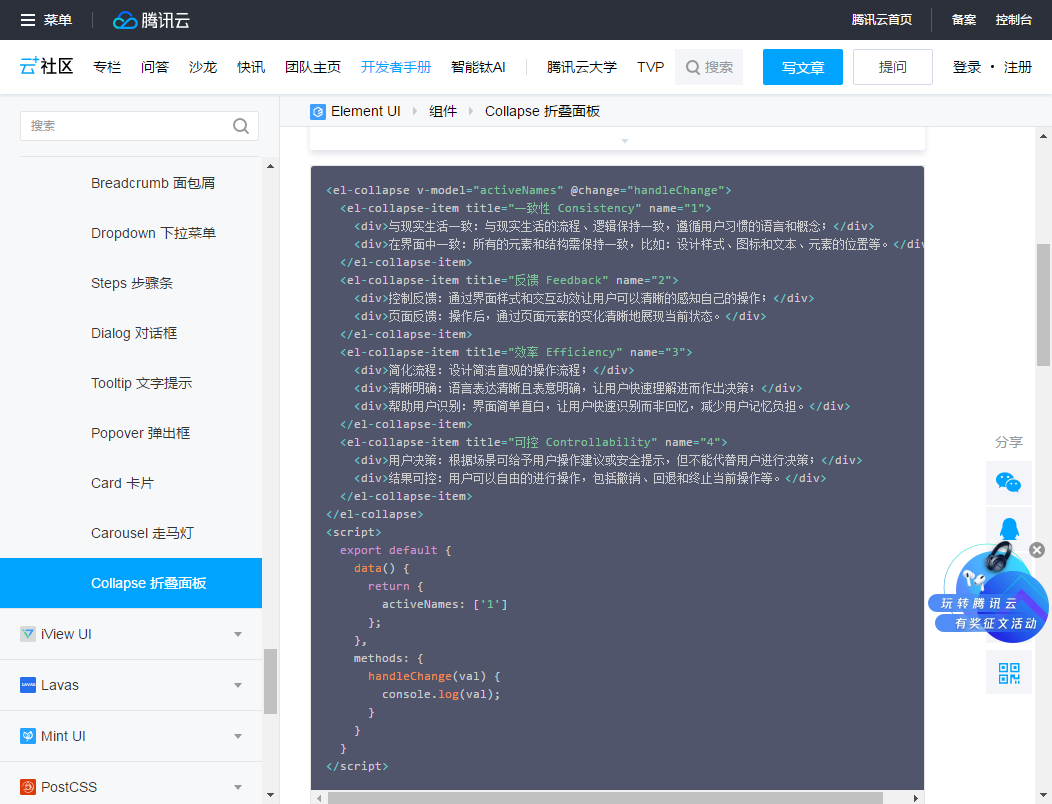 菜单
腾讯云
腾讯云首页
备案
控制台
云+社区
专栏
问答
沙龙
快讯
团队主页
开发者手册
智能钛AI
腾讯云大学
TVP
搜索
写文章
提问
登录 · 注册
搜索
Breadcrumb 面包屑
Dropdown 下拉菜单
Steps 步骤条
Dialog 对话框
Tooltip 文字提示
Popover 弹出框
Card 卡片
Carousel 走马灯
Collapse 折叠面板
iView UI
Lavas
Mint UI
PostCSS
Element UI
组件
Collapse 折叠面板
<el-collapse v-model="activeNames" @change="handleChange">
  <el-collapse-item title="一致性 Consistency" name="1">
    <div>与现实生活一致：与现实生活的流程、逻辑保持一致，遵循用户习惯的语言和概念；</div>
    <div>在界面中一致：所有的元素和结构需保持一致，比如：设计样式、图标和文本、元素的位置等。</div
  </el-collapse-item>
  <el-collapse-item title="反馈 Feedback" name="2">
    <div>控制反馈：通过界面样式和交互动效让用户可以清晰的感知自己的操作；</div>
    <div>页面反馈：操作后，通过页面元素的变化清晰地展现当前状态。</div>
  </el-collapse-item>
  <el-collapse-item title="效率 Efficiency" name="3">
    <div>简化流程：设计简洁直观的操作流程；</div>
    <div>清晰明确：语言表达清晰且表意明确，让用户快速理解进而作出决策；</div>
    <div>帮助用户识别：界面简单直白，让用户快速识别而非回忆，减少用户记忆负担。</div>
  </el-collapse-item>
  <el-collapse-item title="可控 Controllability" name="4">
    <div>用户决策：根据场景可给予用户操作建议或安全提示，但不能代替用户进行决策；</div>
    <div>结果可控：用户可以自由的进行操作，包括撤销、回退和终止当前操作等。</div>
  </el-collapse-item>
</el-collapse>
<script>
  export default {
    data() {
      return {
        activeNames: ['1']
      };
    },
    methods: {
      handleChange(val) {
        console.log(val);
      }
    }
  }
</script>
分享
玩转腾讯云
有奖征文活动